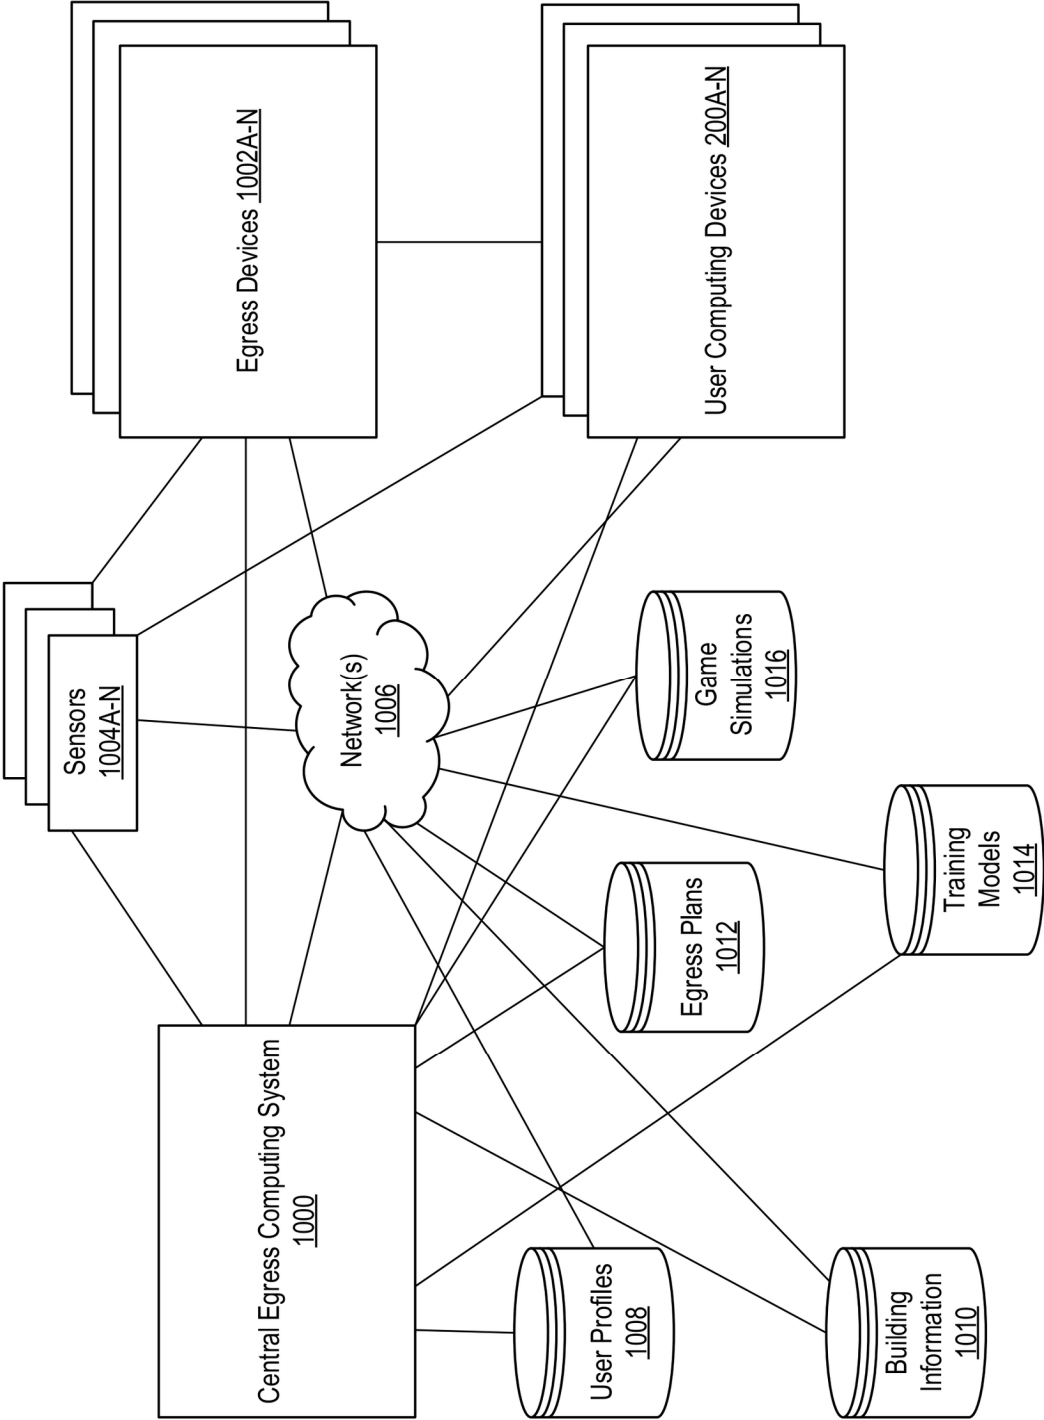 Central Egress Computing System
1000
Sensors
1004A-N
Egress Devices 1002A-N
Network(s)
1006
User Computing Devices 200A-N
User Profiles
1008
Building
Information
1010
Egress Plans
1012
Training
Models
1014
Game
Simulations
1016